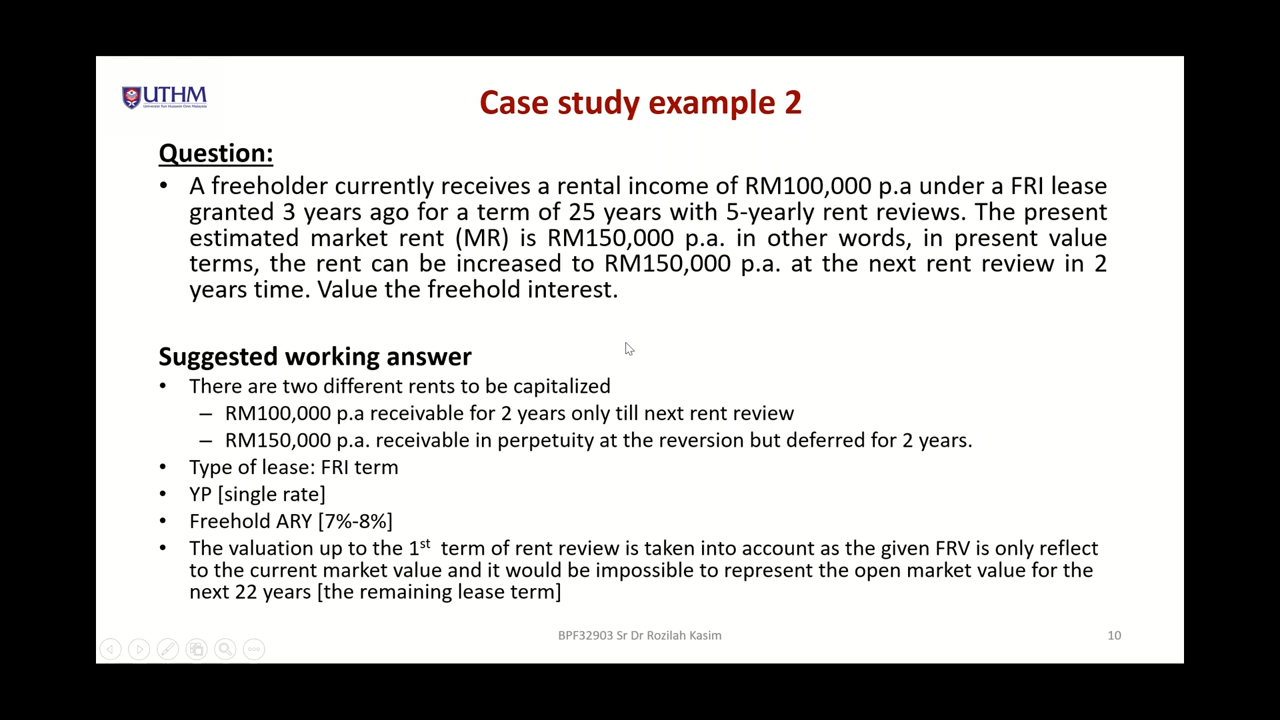 UTHM
Universiti Tun Hussein Onn Malaysia
Case study example 2
Question:
• A freeholder currently receives a rental income of RM100,000 p.a under a FRI lease
granted 3 years ago for a term of 25 years with 5-yearly rent reviews. The present
estimated market rent (MR) is RM150,000 p.a. in other words, in present value
terms, the rent can be increased to RM150,000 p.a. at the next rent review in 2
years time. Value the freehold interest.
Suggested working answer
• There are two different rents to be capitalized
– RM100,000 p.a receivable for 2 years only till next rent review
– RM150,000 p.a. receivable in perpetuity at the reversion but deferred for 2 years.
• Type of lease: FRI term
• YP [single rate]
• Freehold ARY [7%-8%]
• The valuation up to the 1st term of rent review is taken into account as the given FRV is only reflect
to the current market value and it would be impossible to represent the open market value for the
next 22 years [the remaining lease term]
BPF32903 Sr Dr Rozilah Kasim
10